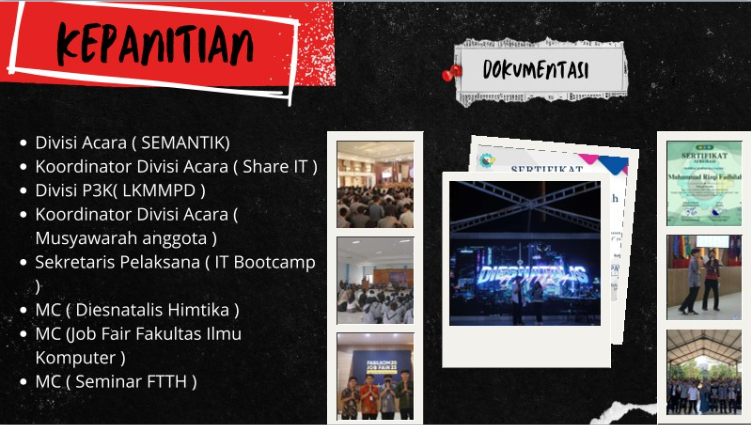 KEPANITIAN
DOKUMENTASI
• Divisi Acara ( SEMANTIK)
• Koordinator Divisi Acara ( Share IT )
• Divisi P3K( LKMMPD )
• Koordinator Divisi Acara (
Musyawarah anggota )
• Sekretaris Pelaksana ( IT Bootcamp
)
• MC ( Diesnatalis Himtika )
• MC (Job Fair Fakultas Ilmu
Komputer )
• MC ( Seminar FTTH )
JOB FAIR 23
SERTIFIKAT
DIESNATALIS
SERTIFIKAT
Muhammad Rizqi Fadhilah